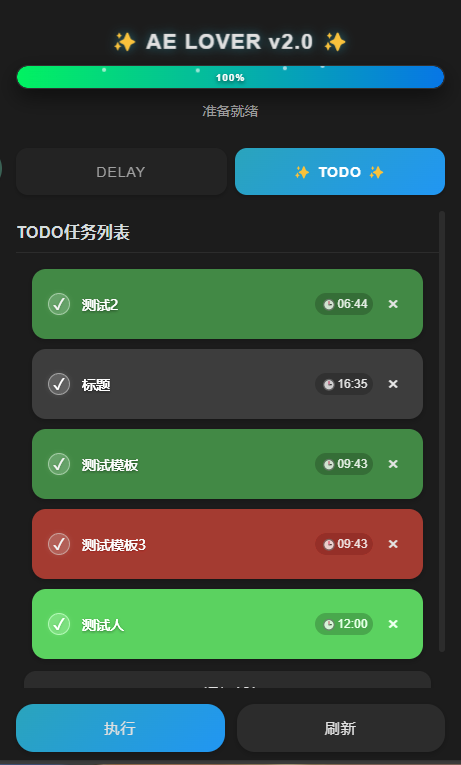 ✨ AE LOVER v2.0 ✨
100%
准备就绪
DELAY
✨ TODO ✨
TODO任务列表
测试2 06:44 ×
标题 16:35 ×
测试模板 09:43 ×
测试模板3 09:43 ×
测试人 12:00 ×
执行
刷新